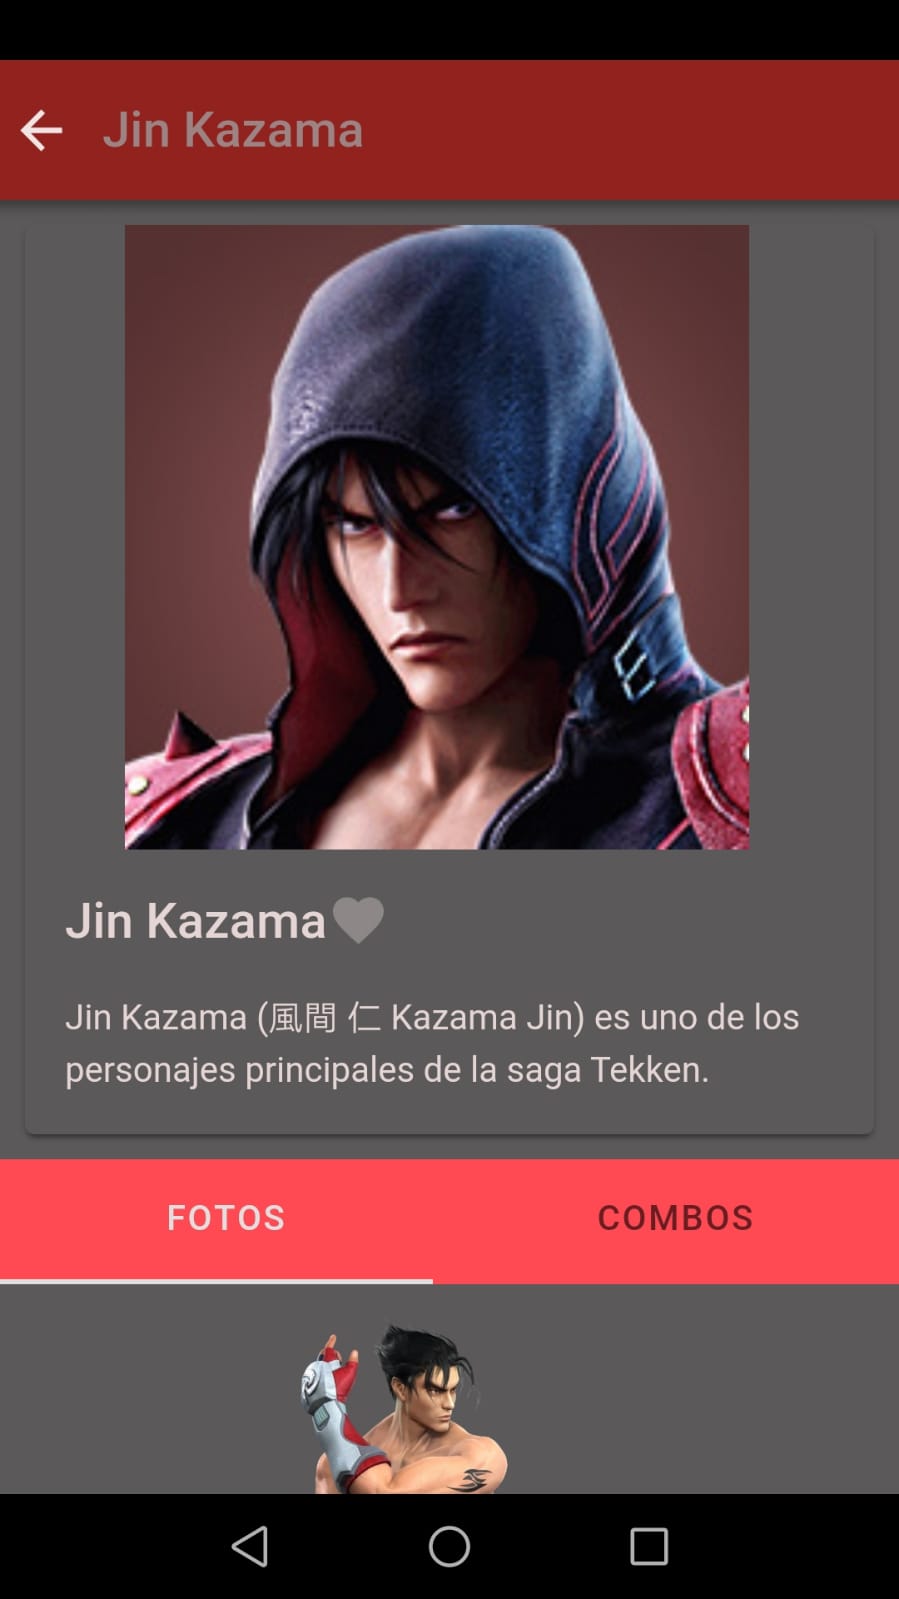 Jin Kazama
Jin Kazama
Jin Kazama (風間 仁 Kazama Jin) es uno de los
personajes principales de la saga Tekken.
FOTOS
COMBOS